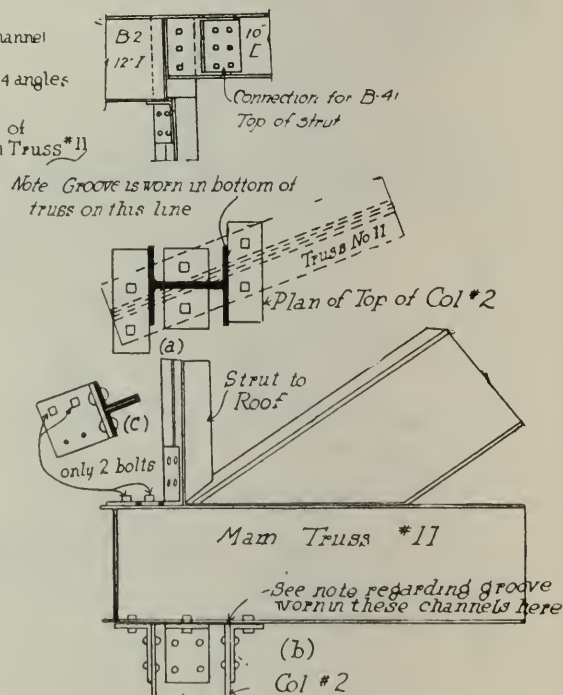 hannel
B-2
12"I
10"
[
4 angles
Connection for B-41
Top of strut
of
n Truss #11
Note Groove is worn in bottom of
truss on this line
Truss No 11
Plan of Top of Col #2
(a)
Strut to
Roof
(c)
only 2 bolts
Mam Truss #11
See note regarding groove
worn in these channels here
(b)
Col #2